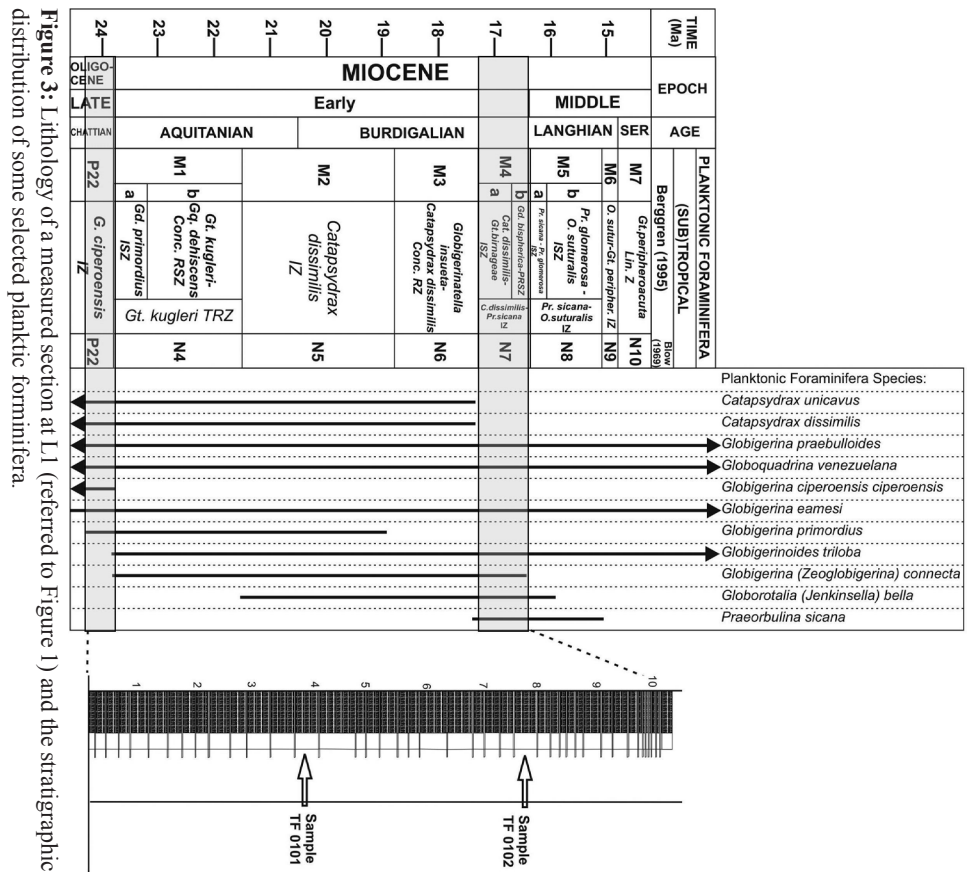 TIME
(Ma)
24
23
22
21
20
19
18
17
16
15
EPOCH
OLIGO-
CENE
MIOCENE
LATE
Early
MIDDLE
AGE
CHATTIAN
AQUITANIAN
BURDIGALIAN
LANGHIAN
SER
PLANKTONIC FORAMINIFERA
(SUB)TROPICAL
Berggren (1995)
Blow
(1969)
P22
M1
a
b
M2
M3
M4
a
b
M5
a
b
M6
M7
G. ciperoensis
IZ
Gd. primordius
ISZ
Gt. kugleri-
Gq. dehiscens
Conc. RSZ
Gt. kugleri TRZ
Catapsydrax
dissimilis
IZ
Globigerinatella
insueta-
Catapsydrax dissimilis
Conc. RZ
Cat. dissimilis-
Gt.birnageae
ISZ
Gd. bispherica-PRSZ
C.dissimilis-
Pr.sicana
IZ
Pr. sicana - Pr. glomerosa
ISZ
Pr. glomerosa -
O. suturalis
ISZ
Pr. sicana-
O.suturalis
IZ
O. sutur-Gt. peripher. IZ
Gt.peripheroacuta
Lin. Z
P22
N4
N5
N6
N7
N8
N9
N10
Planktonic Foraminifera Species:
Catapsydrax unicavus
Catapsydrax dissimilis
Globigerina praebulloides
Globoquadrina venezuelana
Globigerina ciperoensis ciperoensis
Globigerina eamesi
Globigerina primordius
Globigerinoides triloba
Globigerina (Zeoglobigerina) connecta
Globorotalia (Jenkinsella) bella
Praeorbulina sicana
1
2
3
4
5
6
7
8
9
10
Sample
TF 0101
Sample
TF 0102
Figure 3: Lithology of a measured section at L1 (referred to Figure 1) and the stratigraphic
distribution of some selected planktic forminifera.